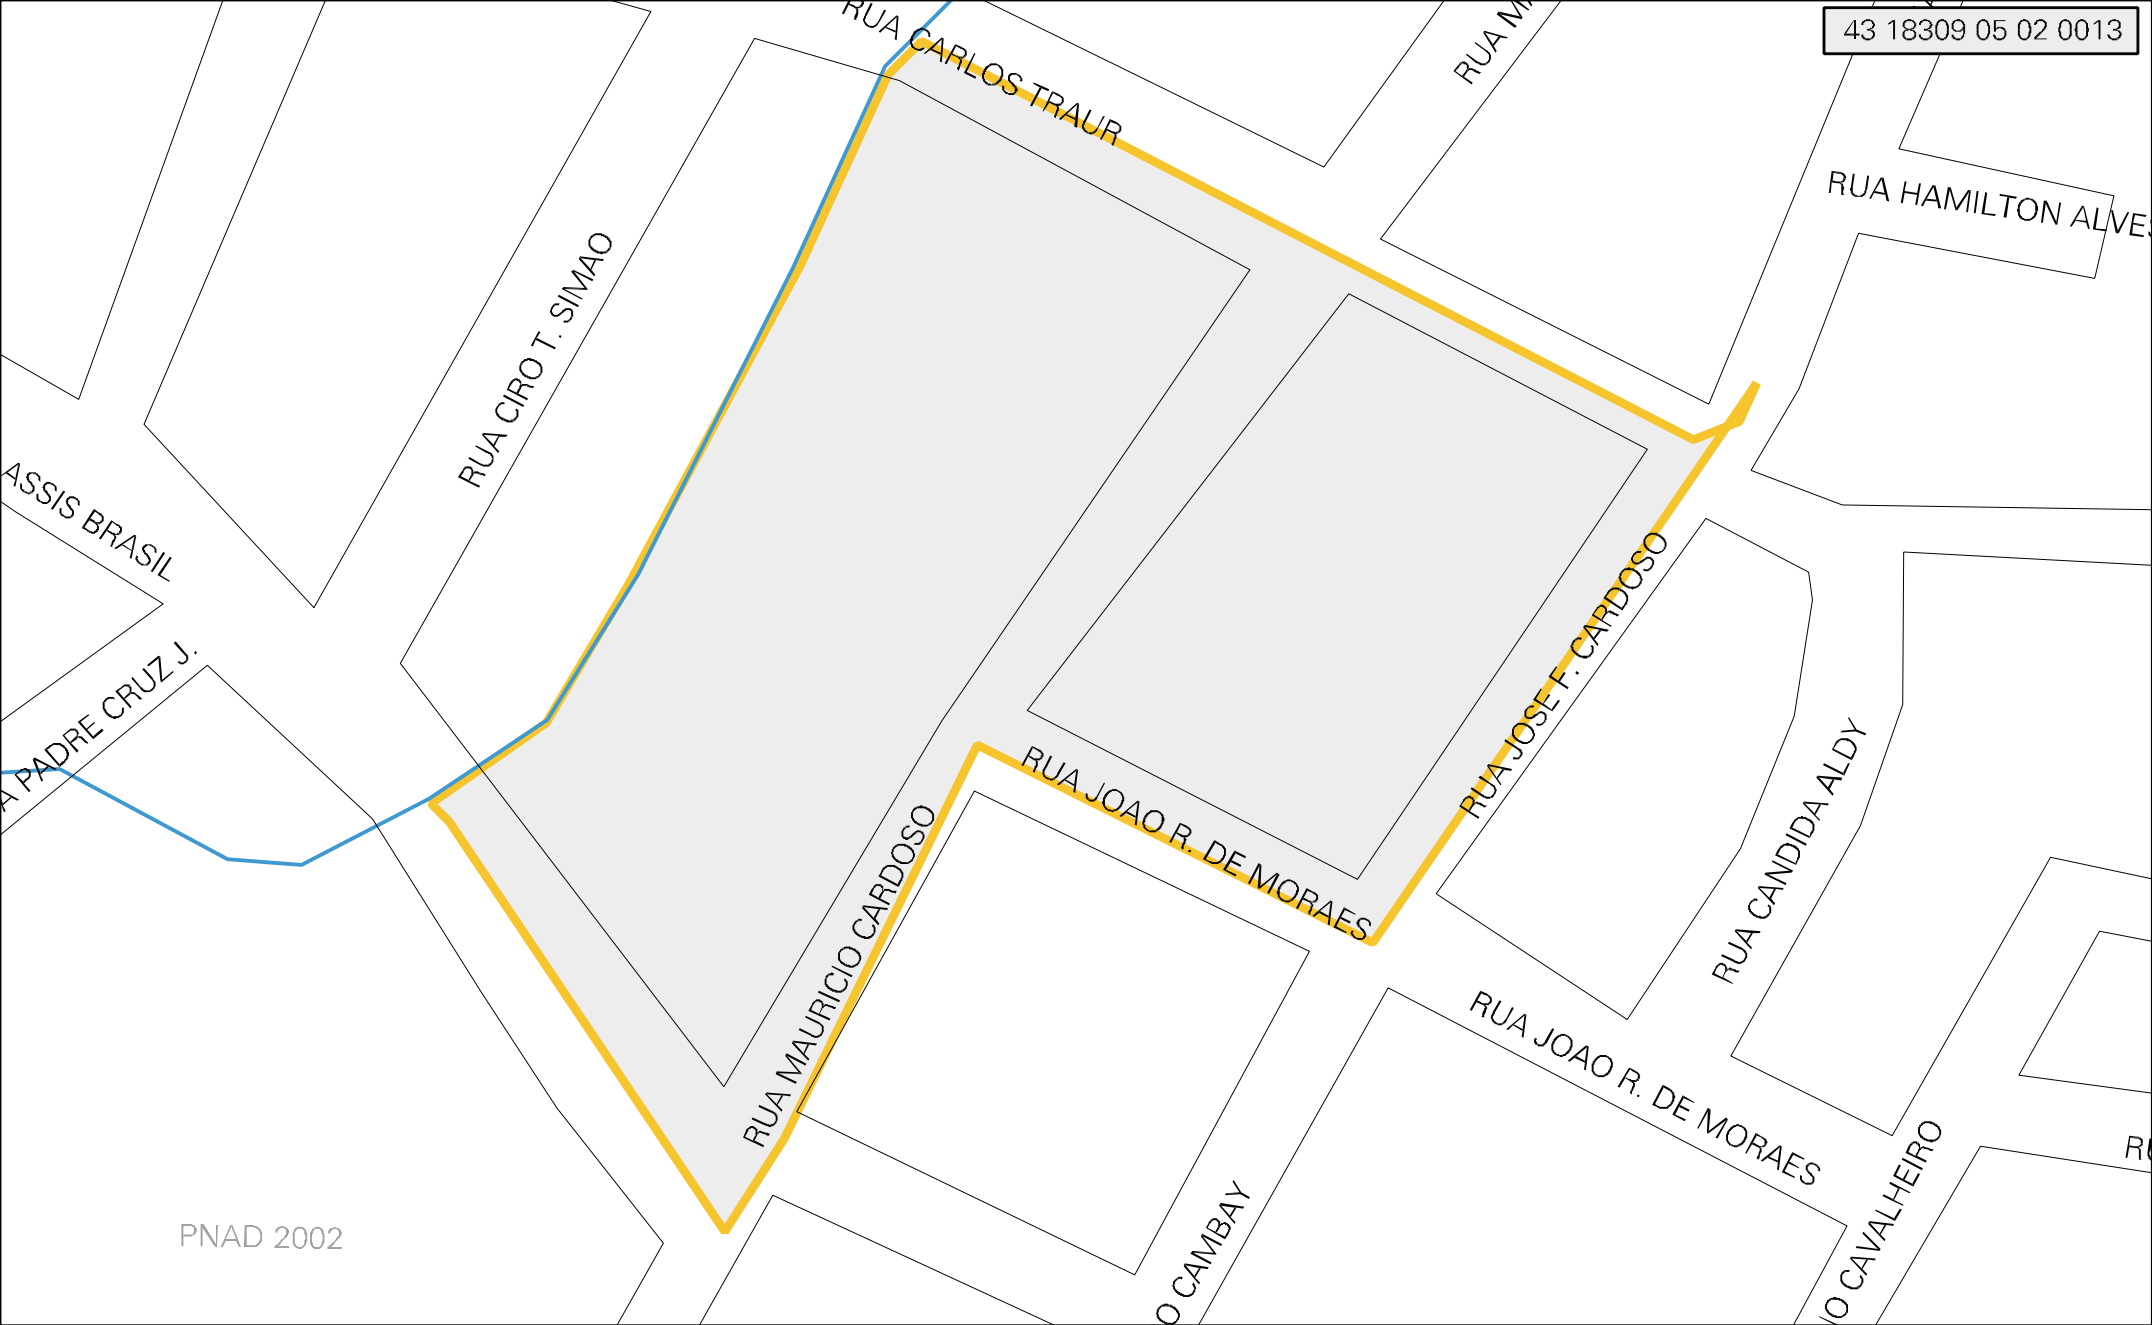 RUA CARLOS TRAUR
43 18309 05 02 0013
RUA HAMILTON ALVES
RUA CIRO T. SIMAO
ASSIS BRASIL
PADRE CRUZ J.
RUA JOSE F. CARDOSO
RUA JOAO R. DE MORAES
RUA MAURICIO CARDOSO
RUA CANDIDA ALDY
RUA JOAO R. DE MORAES
CAMBAY
CAVALHEIRO
PNAD 2002
RUA